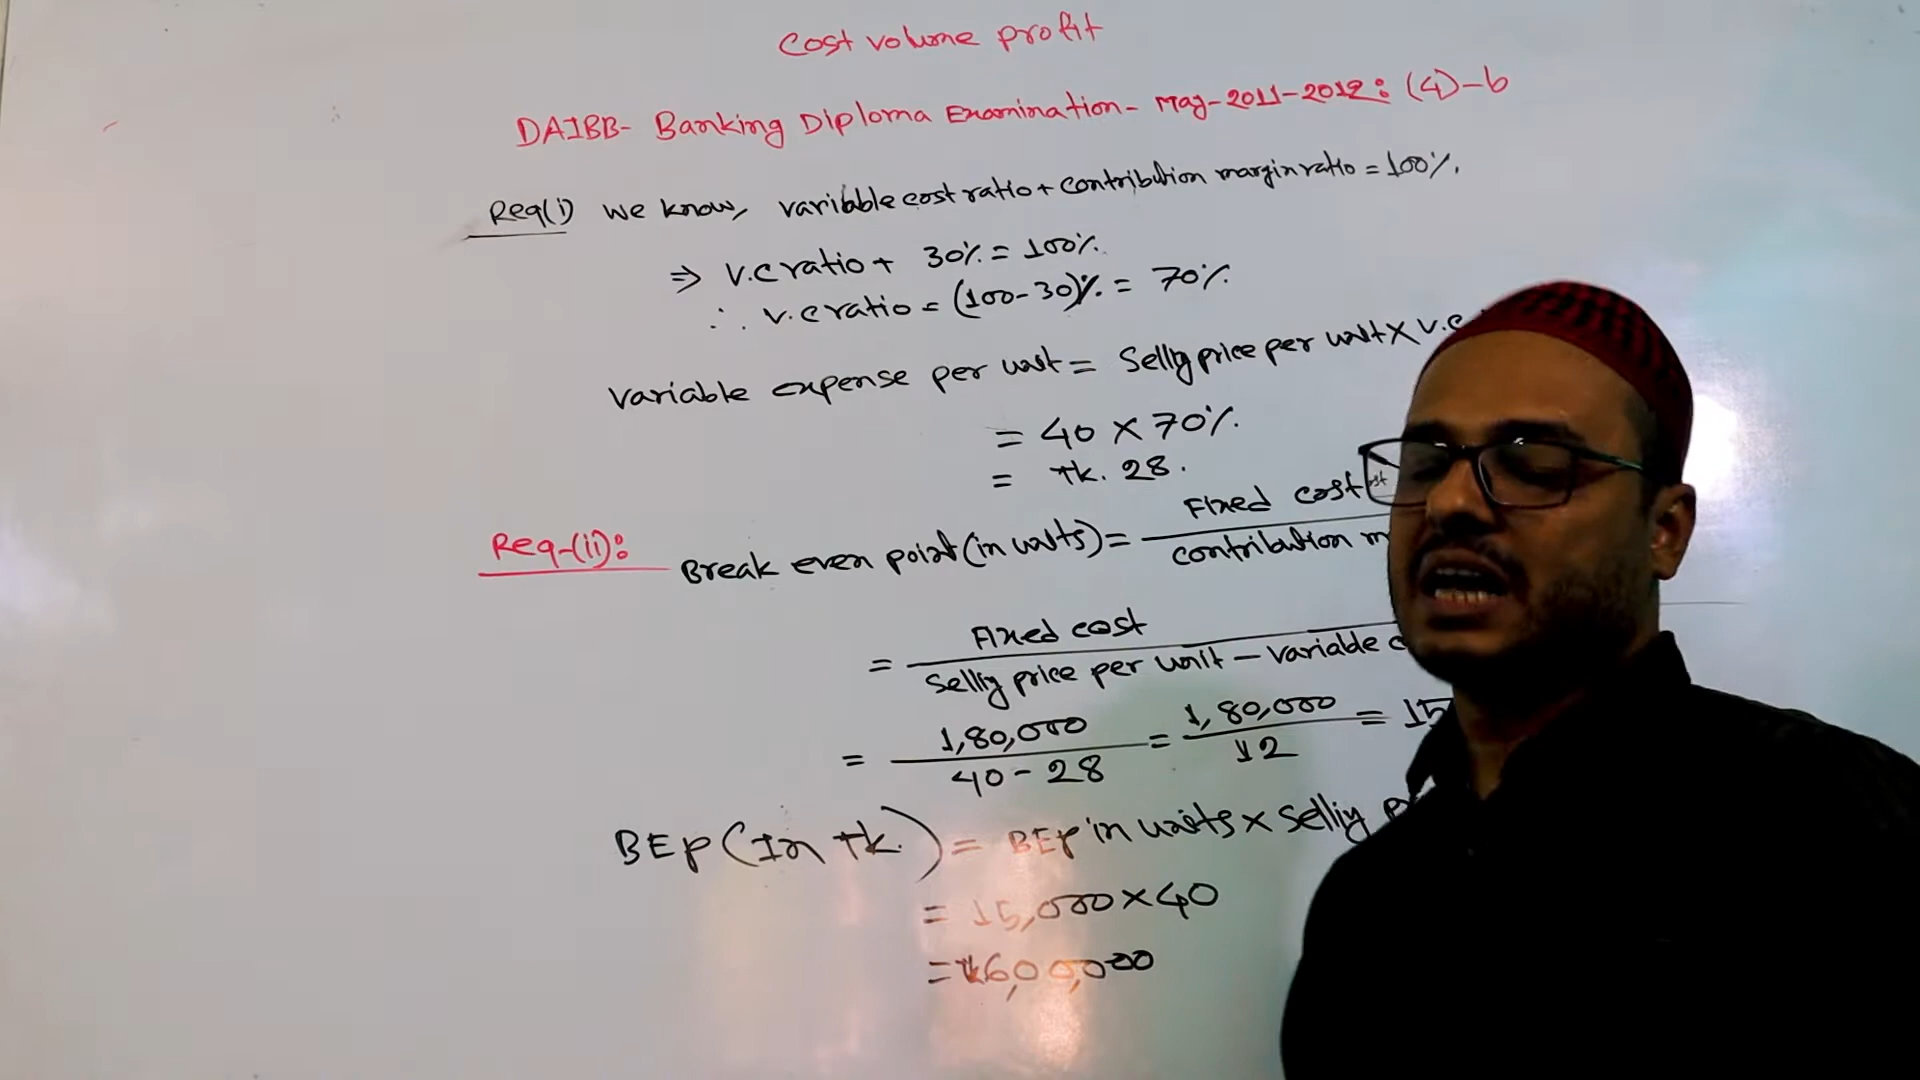 Cost volume profit
DAIBB- Banking Diploma Examination- May-2011-2012: (4)-b
Req(i) we know, variable cost ratio + contribution margin ratio = 100%.
⇒ V.C ratio + 30% = 100%.
∴ V.C ratio = (100-30)% = 70%.
Variable expense per unit = Selling price per unit X V.C
= 40 X 70%.
= tk. 28.
Req-(ii): Break even point (in units) = Fixed cost / contribution
= Fixed cost / Selling price per unit - variable
= 1,80,000 / 40 - 28 = 1,80,000 / 12 = 15
BEP (In tk.) = BEP in units x Selling
= 15,000 X 40
= tk 6,00,000